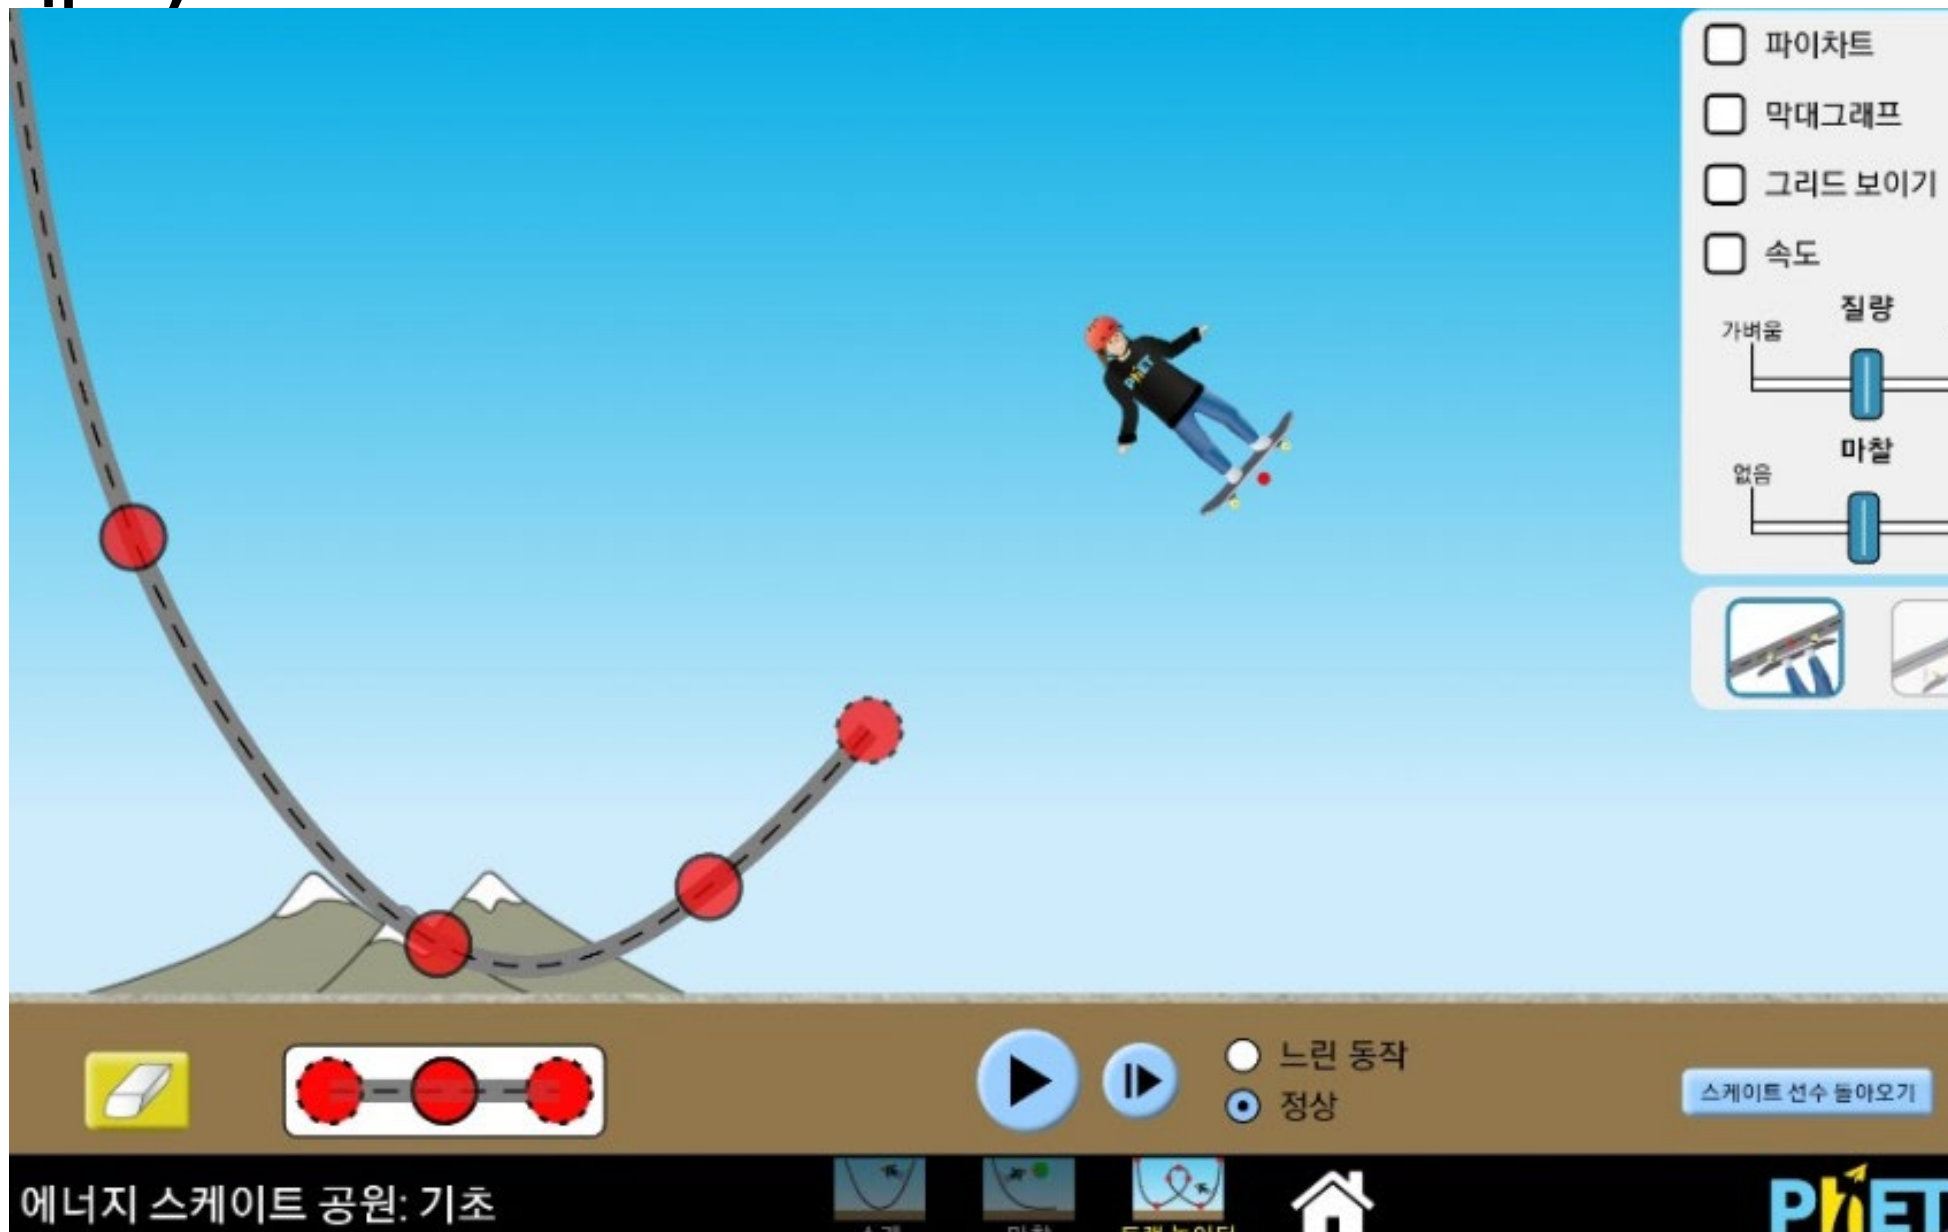 파이차트
막대그래프
그리드 보이기
속도
질량
가벼움
마찰
없음
PhET
느린 동작
정상
스케이트 선수 돌아오기
에너지 스케이트 공원: 기초
PhET